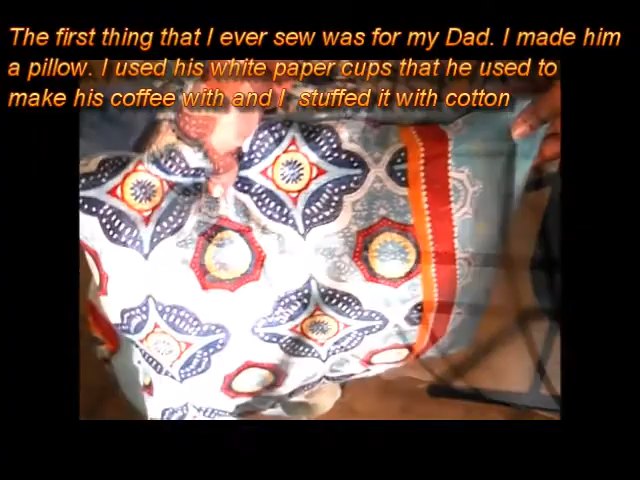 The first thing that I ever sew was for my Dad. I made him
a pillow. I used his white paper cups that he used to
make his coffee with and I stuffed it with cotton